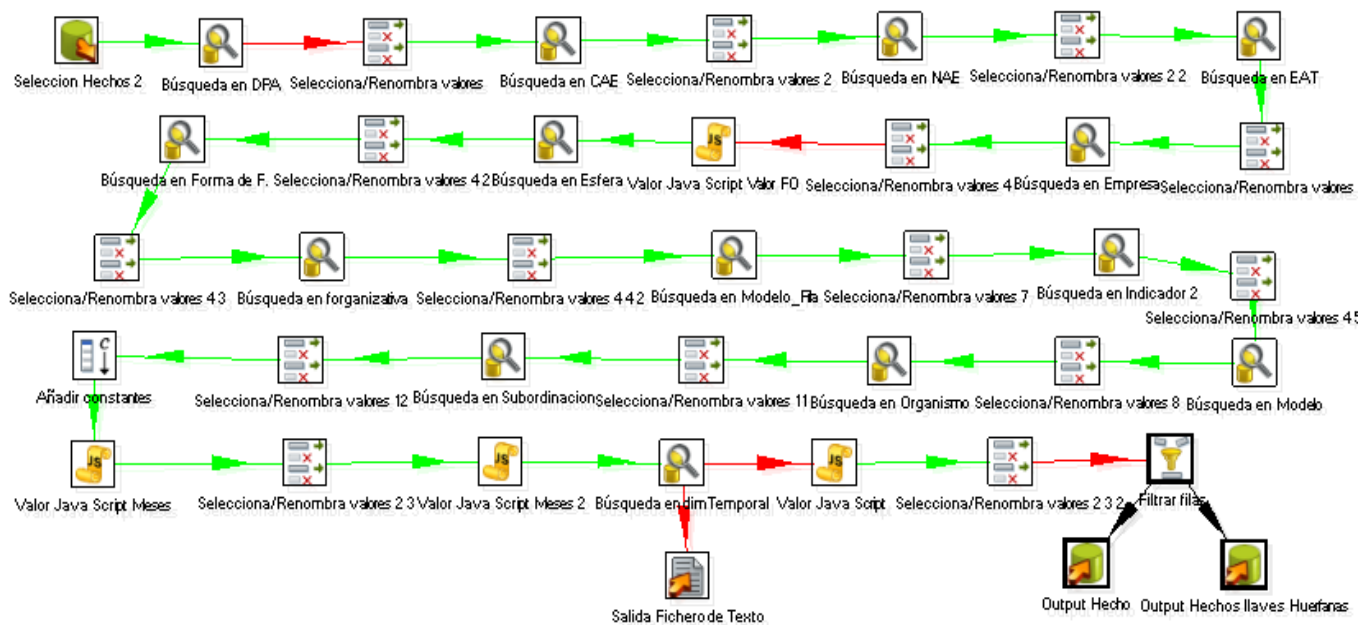 Seleccion Hechos 2
Búsqueda en DPA
Selecciona/Renombra valores
Búsqueda en CAE
Selecciona/Renombra valores 2
Búsqueda en NAE
Selecciona/Renombra valores 2 2
Búsqueda en EAT
Búsqueda en Forma de F.
Selecciona/Renombra valores 4 2
Búsqueda en Esfera
JS
Valor Java Script Valor FO
Selecciona/Renombra valores 4
Búsqueda en Empresa
Selecciona/Renombra valores
Selecciona/Renombra valores 4 3
Búsqueda en forganizativa
Selecciona/Renombra valores 4 4 2
Búsqueda en Modelo_Fila
Selecciona/Renombra valores 7
Búsqueda en Indicador 2
Selecciona/Renombra valores 4 5
C
Añadir constantes
Selecciona/Renombra valores 12
Búsqueda en Subordinacion
Selecciona/Renombra valores 11
Búsqueda en Organismo
Selecciona/Renombra valores 8
Búsqueda en Modelo
JS
Valor Java Script Meses
Selecciona/Renombra valores 2 3
JS
Valor Java Script Meses 2
Búsqueda en dimTemporal
JS
Valor Java Script
Selecciona/Renombra valores 2 3 2
Filtrar filas
Salida Fichero de Texto
Output Hecho
Output Hechos llaves Huerfanas